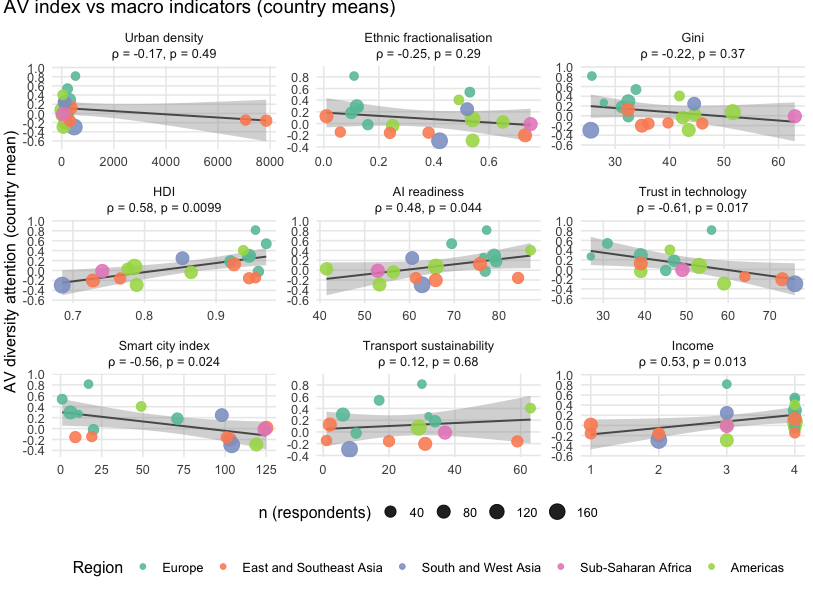 AV index vs macro indicators (country means)
AV diversity attention (country mean)
Urban density
ρ = -0.17, p = 0.49
1.0
0.8
0.6
0.4
0.2
0.0
-0.2
-0.4
-0.6
0 2000 4000 6000 8000
Ethnic fractionalisation
ρ = -0.25, p = 0.29
0.8
0.6
0.4
0.2
0.0
-0.2
-0.4
0.0 0.2 0.4 0.6
Gini
ρ = -0.22, p = 0.37
1.0
0.8
0.6
0.4
0.2
0.0
-0.2
-0.4
-0.6
30 40 50 60
HDI
ρ = 0.58, p = 0.0099
1.0
0.8
0.6
0.4
0.2
0.0
-0.2
-0.4
-0.6
0.7 0.8 0.9
AI readiness
ρ = 0.48, p = 0.044
1.0
0.8
0.6
0.4
0.2
0.0
-0.2
-0.4
-0.6
40 50 60 70 80
Trust in technology
ρ = -0.61, p = 0.017
1.0
0.8
0.6
0.4
0.2
0.0
-0.2
-0.4
-0.6
30 40 50 60 70
Smart city index
ρ = -0.56, p = 0.024
1.0
0.8
0.6
0.4
0.2
0.0
-0.2
-0.4
0 25 50 75 100 125
Transport sustainability
ρ = 0.12, p = 0.68
0.8
0.6
0.4
0.2
0.0
-0.2
-0.4
0 20 40 60
Income
ρ = 0.53, p = 0.013
1.0
0.8
0.6
0.4
0.2
0.0
-0.2
-0.4
-0.6
1 2 3 4
n (respondents) 40 80 120 160
Region Europe East and Southeast Asia South and West Asia Sub-Saharan Africa Americas